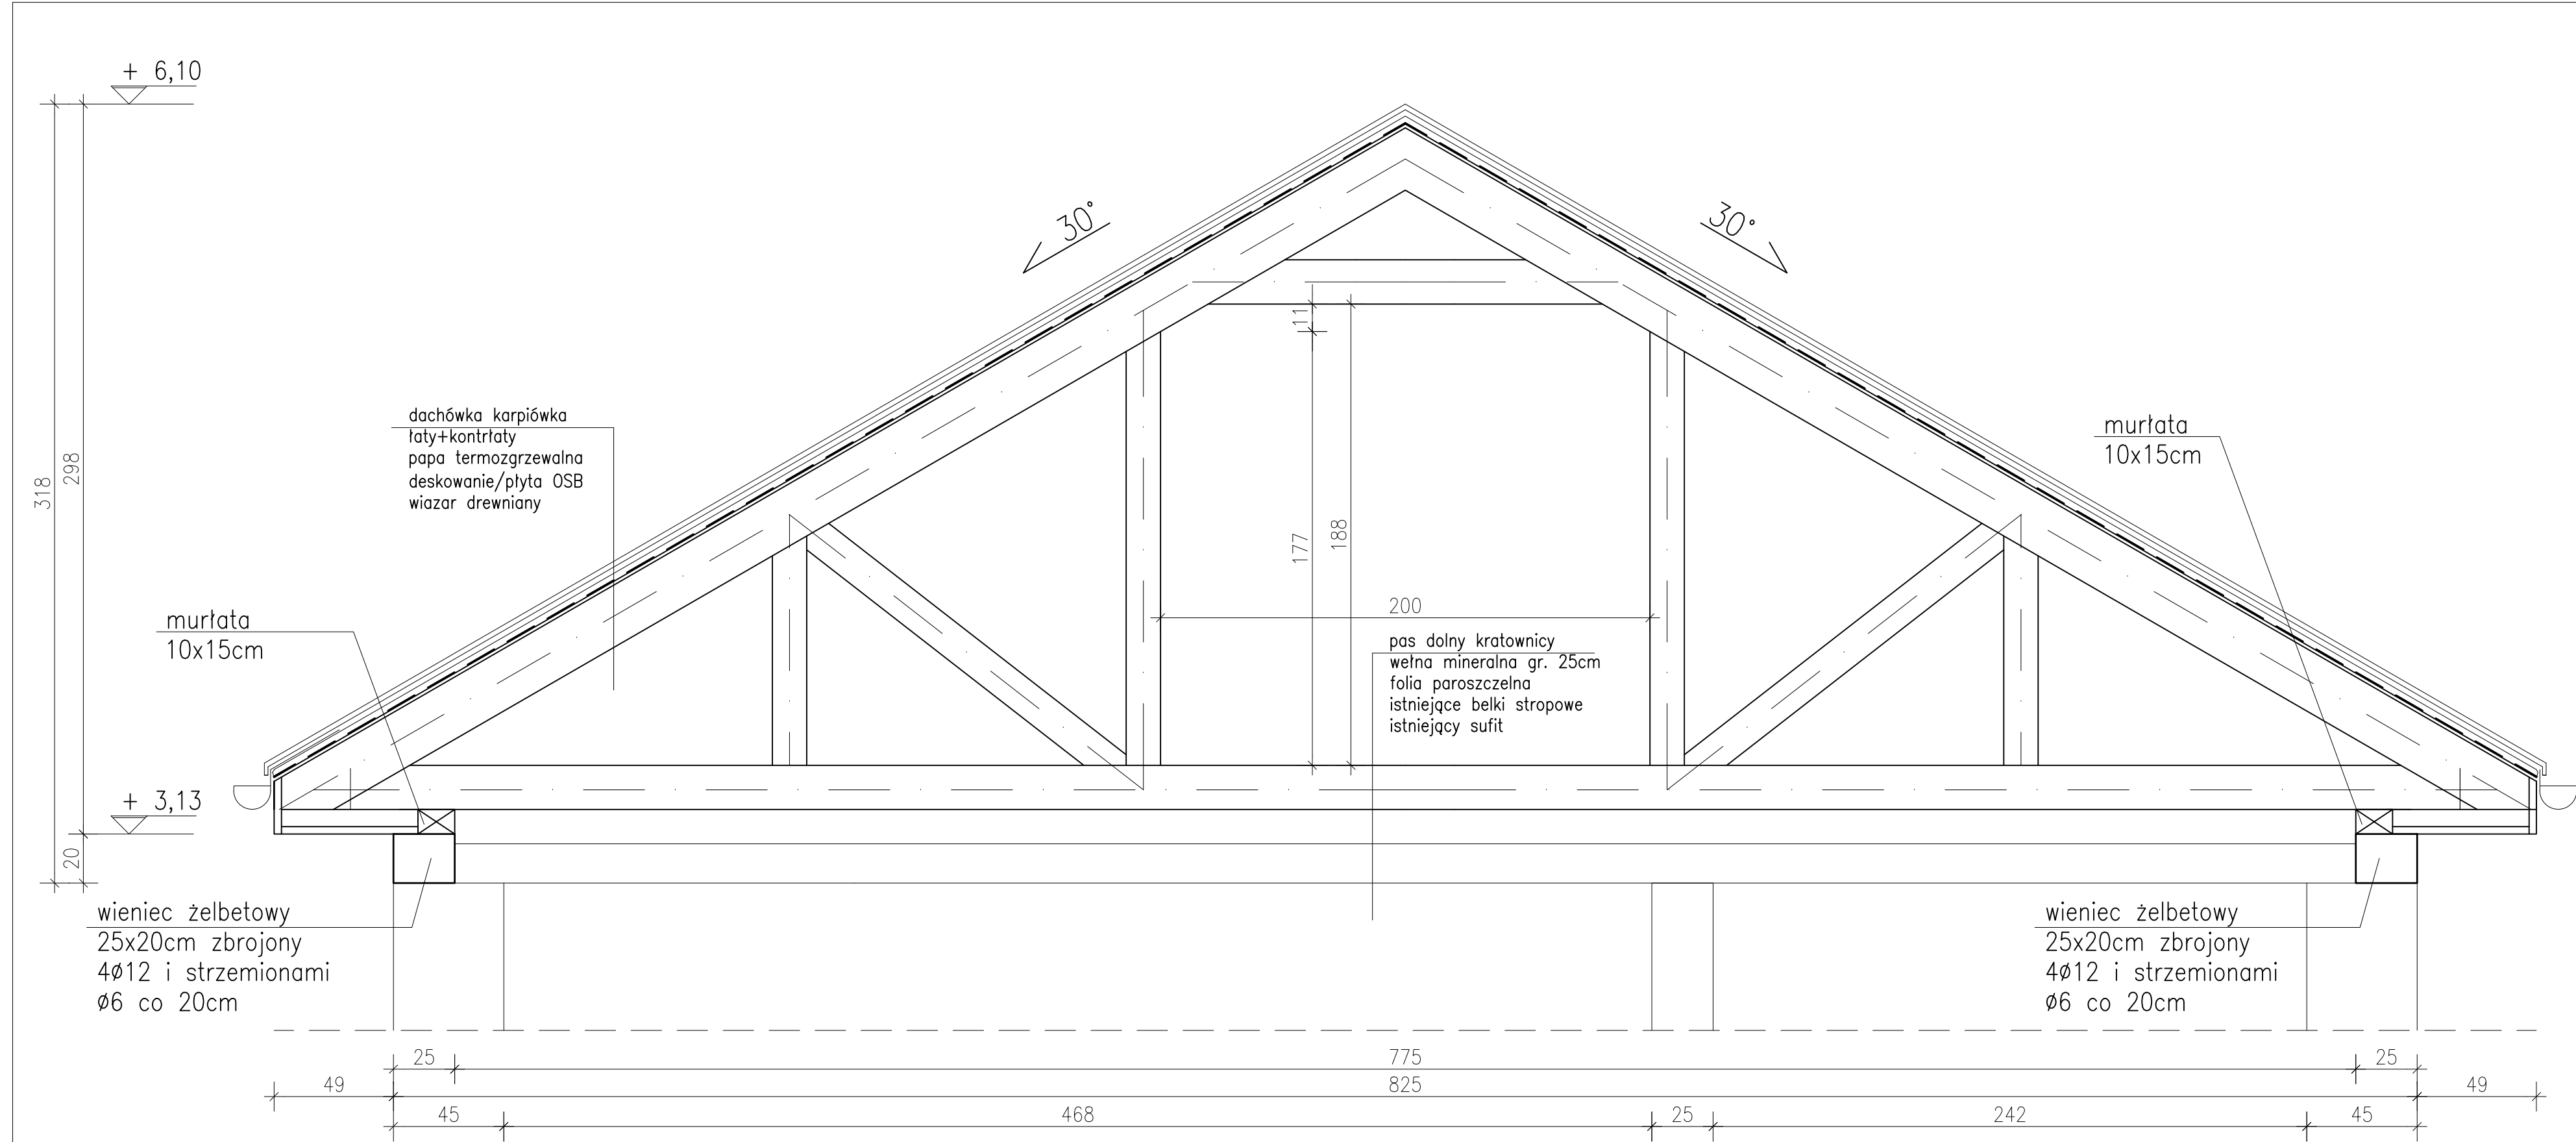 + 6,10
30°
30°
318
298
dachówka karpiówka
łaty+kontrłaty
papa termozgrzewalna
deskowanie/płyta OSB
wiazar drewniany
11
177
188
murłata
10x15cm
murłata
10x15cm
200
pas dolny kratownicy
wełna mineralna gr. 25cm
folia paroszczelna
istniejące belki stropowe
istniejący sufit
+ 3,13
20
wieniec żelbetowy
25x20cm zbrojony
4ø12 i strzemionami
ø6 co 20cm
wieniec żelbetowy
25x20cm zbrojony
4ø12 i strzemionami
ø6 co 20cm
25
775
25
49
825
49
45
468
25
242
45